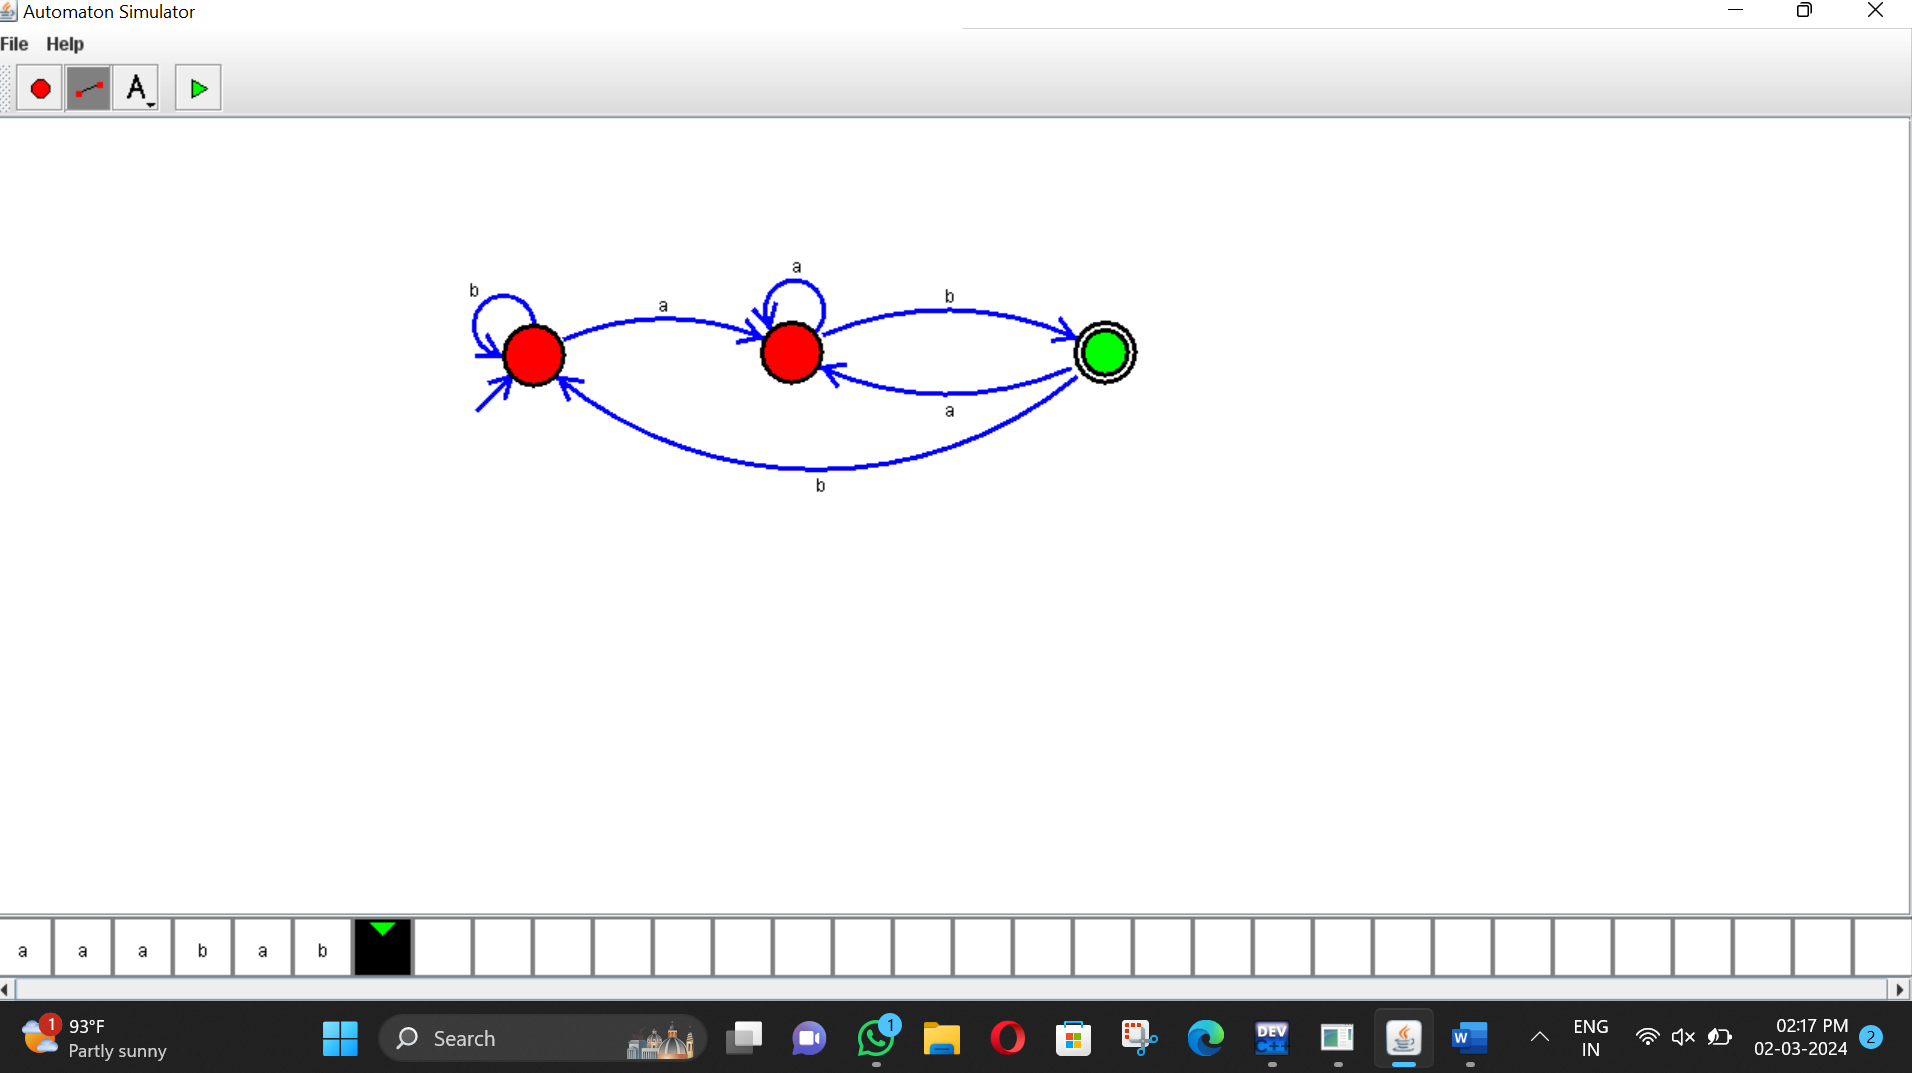 Automaton Simulator
File Help
A
a
b
a
b
a
b
a a a b a b
1
93°F
Partly sunny
Search
1
DEV
C++
W
ENG
IN
02:17 PM
02-03-2024
2